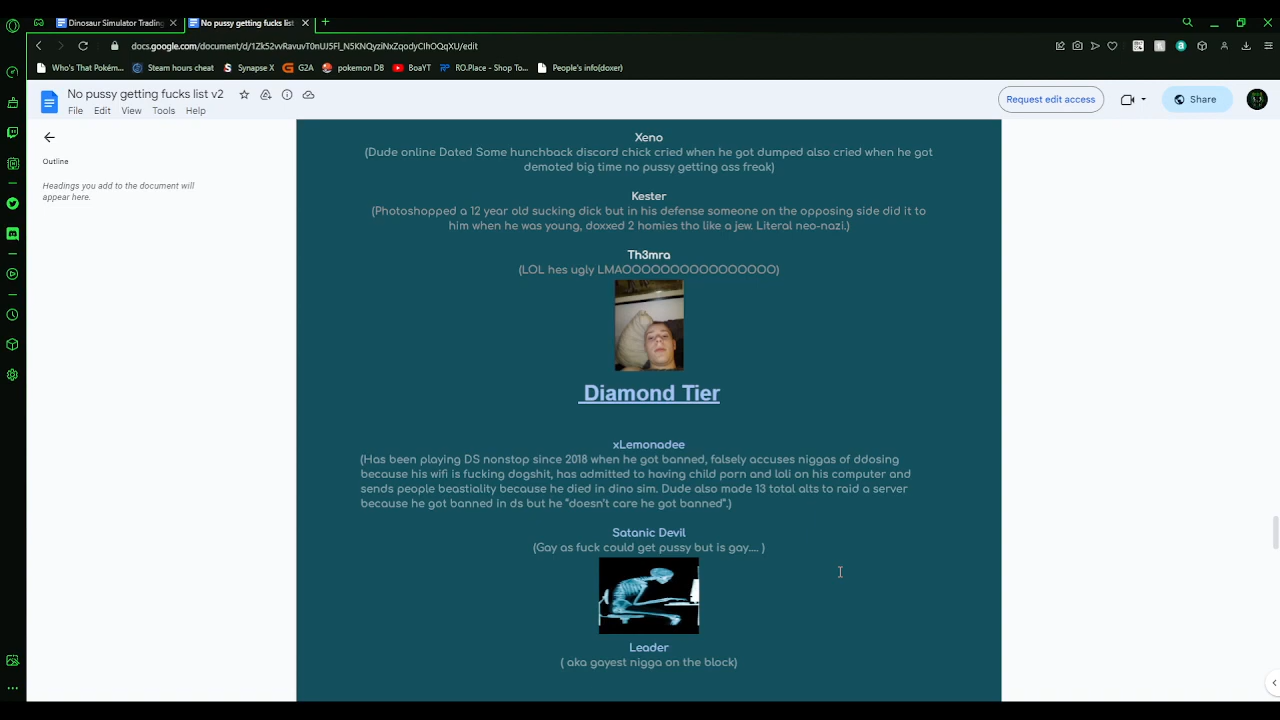 Dinosaur Simulator Trading
No pussy getting fucks list
docs.google.com/document/d/1Zk52vvRavuvT0nUJ5Fl_N5KNQyziNxZqodyClhOQqXU/edit
Who's That Pokém... Steam hours cheat Synapse X G2A pokemon DB BoaYT RO.Place - Shop To... People's info(doxer)
No pussy getting fucks list v2
File Edit View Tools Help
Request edit access
Share
Outline
Headings you add to the document will
appear here.
Xeno
(Dude online Dated Some hunchback discord chick cried when he got dumped also cried when he got
demoted big time no pussy getting ass freak)
Kester
(Photoshopped a 12 year old sucking dick but in his defense someone on the opposing side did it to
him when he was young, doxxed 2 homies tho like a jew. Literal neo-nazi.)
Th3mra
(LOL hes ugly LMAOOOOOOOOOOOOOOOO)
Diamond Tier
xLemonadee
(Has been playing DS nonstop since 2018 when he got banned, falsely accuses niggas of ddosing
because his wifi is fucking dogshit, has admitted to having child porn and loli on his computer and
sends people beastiality because he died in dino sim. Dude also made 13 total alts to raid a server
because he got banned in ds but he “doesn’t care he got banned”.)
Satanic Devil
(Gay as fuck could get pussy but is gay.... )
Leader
( aka gayest nigga on the block)